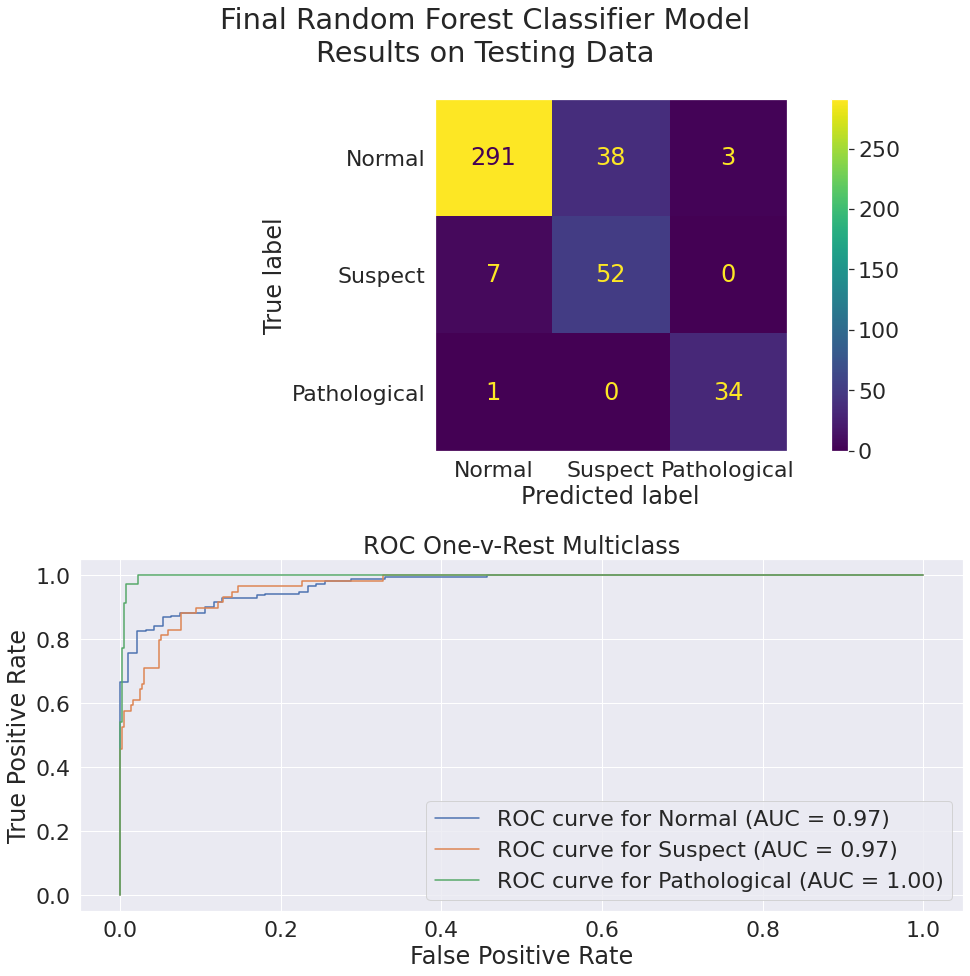 Final Random Forest Classifier Model
Results on Testing Data
True label
Normal
291 38 3
Suspect
7 52 0
Pathological
1 0 34
Normal Suspect Pathological
Predicted label
250
200
150
100
50
0
ROC One-v-Rest Multiclass
True Positive Rate
1.0
0.8
0.6
0.4
0.2
0.0
ROC curve for Normal (AUC = 0.97)
ROC curve for Suspect (AUC = 0.97)
ROC curve for Pathological (AUC = 1.00)
0.0 0.2 0.4 0.6 0.8 1.0
False Positive Rate